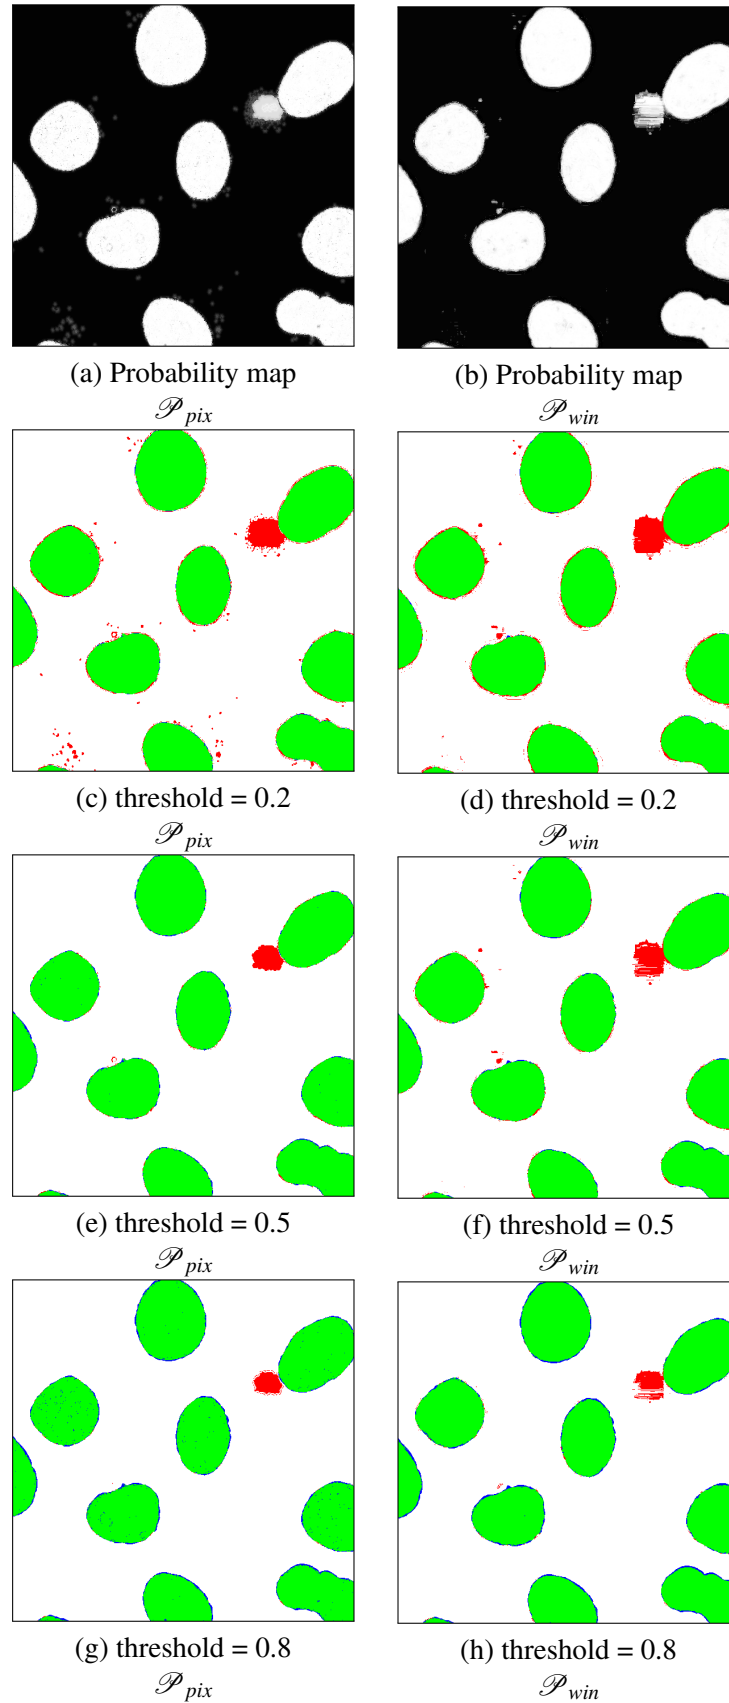 (a) Probability map
(b) Probability map
𝒫pix
𝒫win
(c) threshold = 0.2
(d) threshold = 0.2
𝒫pix
𝒫win
(e) threshold = 0.5
(f) threshold = 0.5
𝒫pix
𝒫win
(g) threshold = 0.8
(h) threshold = 0.8
𝒫pix
𝒫win